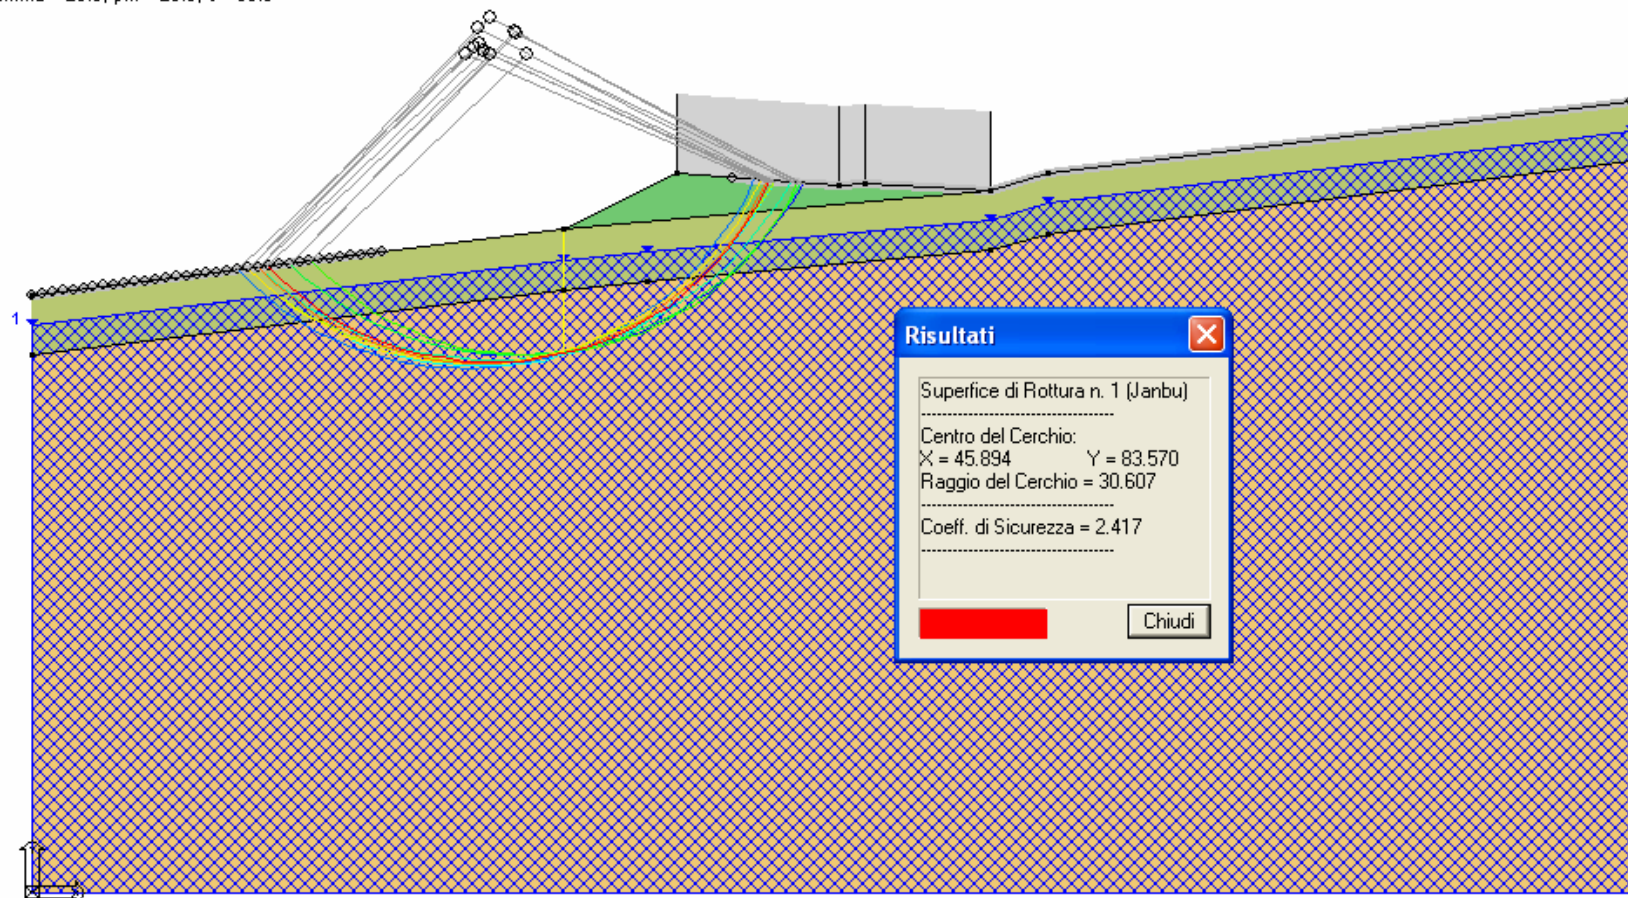 1
Risultati
Superfice di Rottura n. 1 (Janbu)
--------------------------------
Centro del Cerchio:
X = 45.894 Y = 83.570
Raggio del Cerchio = 30.607
--------------------------------
Coeff. di Sicurezza = 2.417
--------------------------------
Chiudi